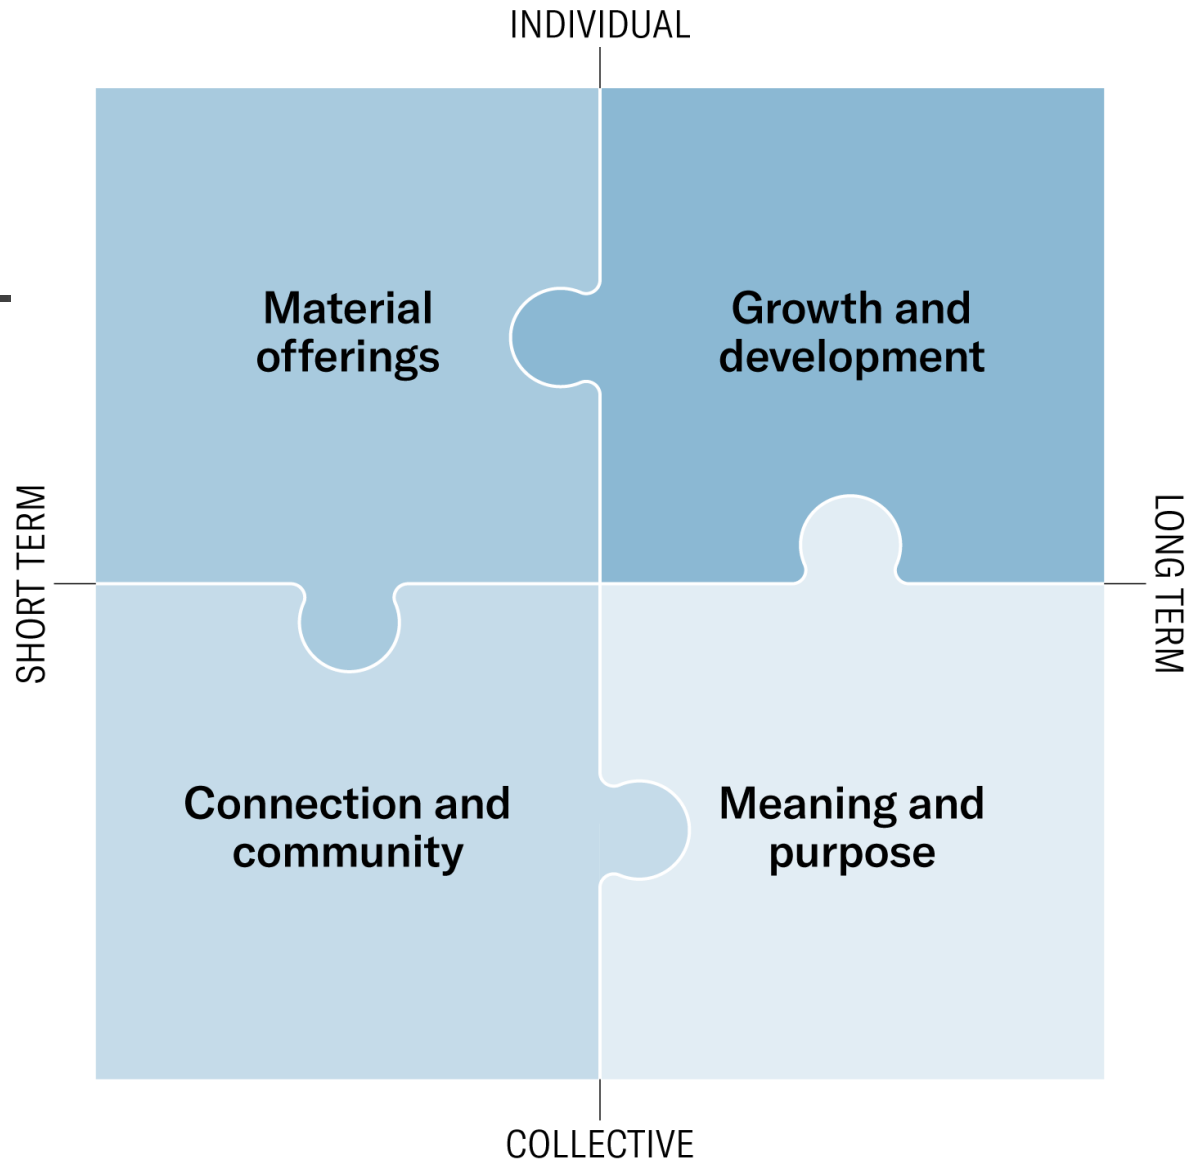 INDIVIDUAL
Material
offerings
Growth and
development
SHORT TERM
LONG TERM
Connection and
community
Meaning and
purpose
COLLECTIVE